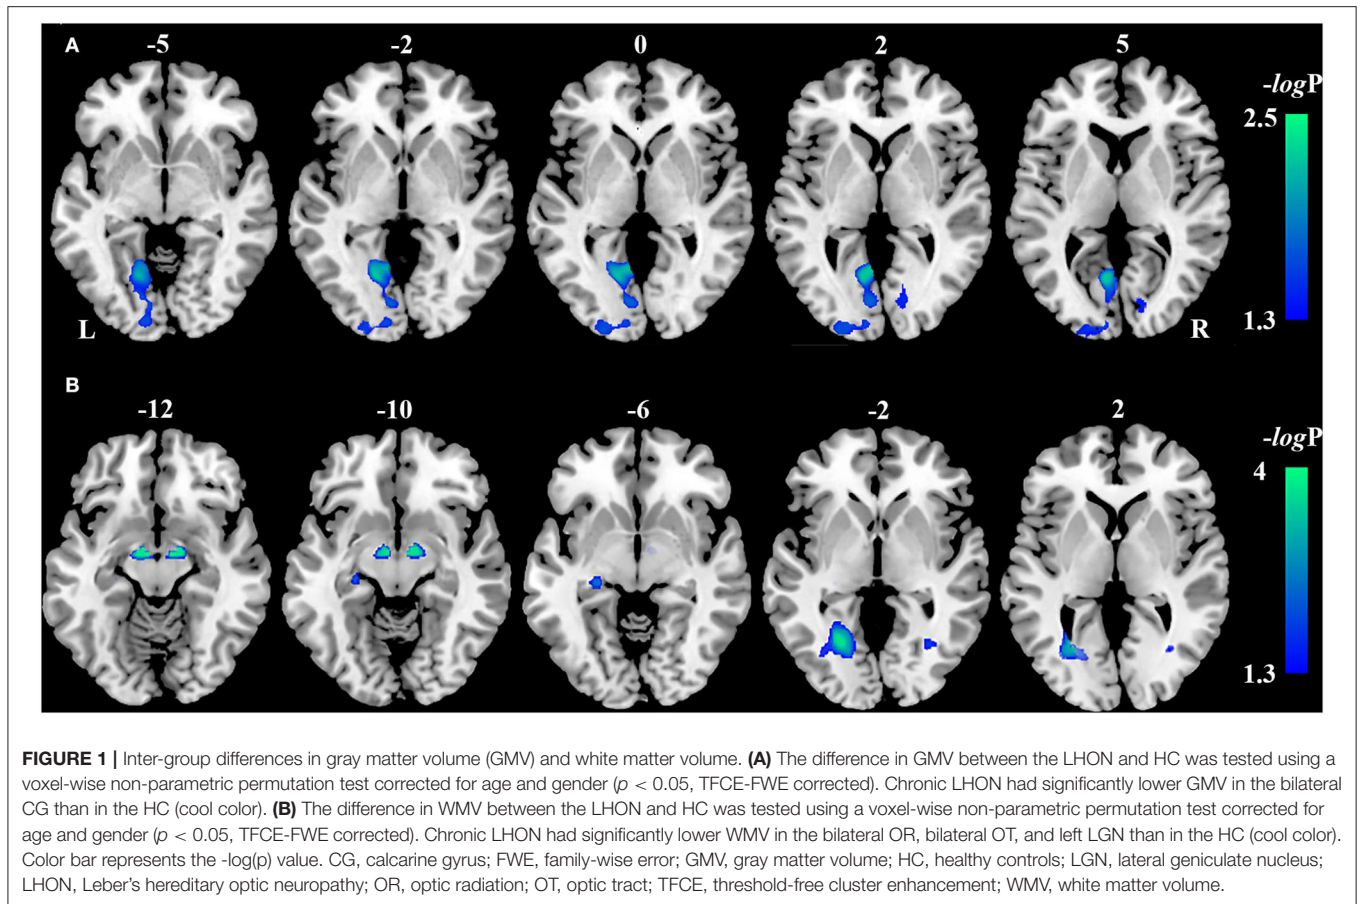 A
-5 -2 0 2 5
-logP
2.5
1.3
L R
B
-12 -10 -6 -2 2
-logP
4
1.3
FIGURE 1 | Inter-group differences in gray matter volume (GMV) and white matter volume. (A) The difference in GMV between the LHON and HC was tested using a
voxel-wise non-parametric permutation test corrected for age and gender (p < 0.05, TFCE-FWE corrected). Chronic LHON had significantly lower GMV in the bilateral
CG than in the HC (cool color). (B) The difference in WMV between the LHON and HC was tested using a voxel-wise non-parametric permutation test corrected for
age and gender (p < 0.05, TFCE-FWE corrected). Chronic LHON had significantly lower WMV in the bilateral OR, bilateral OT, and left LGN than in the HC (cool color).
Color bar represents the -log(p) value. CG, calcarine gyrus; FWE, family-wise error; GMV, gray matter volume; HC, healthy controls; LGN, lateral geniculate nucleus;
LHON, Leber's hereditary optic neuropathy; OR, optic radiation; OT, optic tract; TFCE, threshold-free cluster enhancement; WMV, white matter volume.